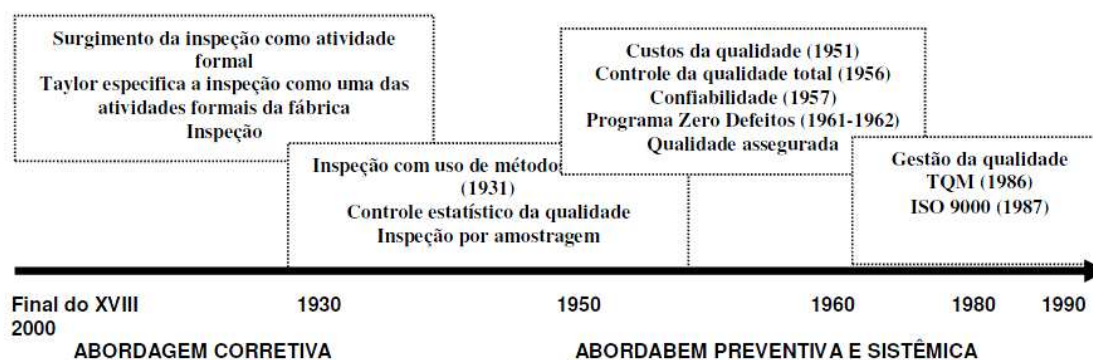 Surgimento da inspeção como atividade
formal
Taylor especifica a inspeção como uma das
atividades formais da fábrica
Inspeção
Inspeção com uso de métodos
(1931)
Controle estatístico da qualidade
Inspeção por amostragem
Custos da qualidade (1951)
Controle da qualidade total (1956)
Confiabilidade (1957)
Programa Zero Defeitos (1961-1962)
Qualidade assegurada
Gestão da qualidade
TQM (1986)
ISO 9000 (1987)
Final do XVIII 1930 1950 1960 1980 1990
2000
ABORDAGEM CORRETIVA ABORDABEM PREVENTIVA E SISTÊMICA